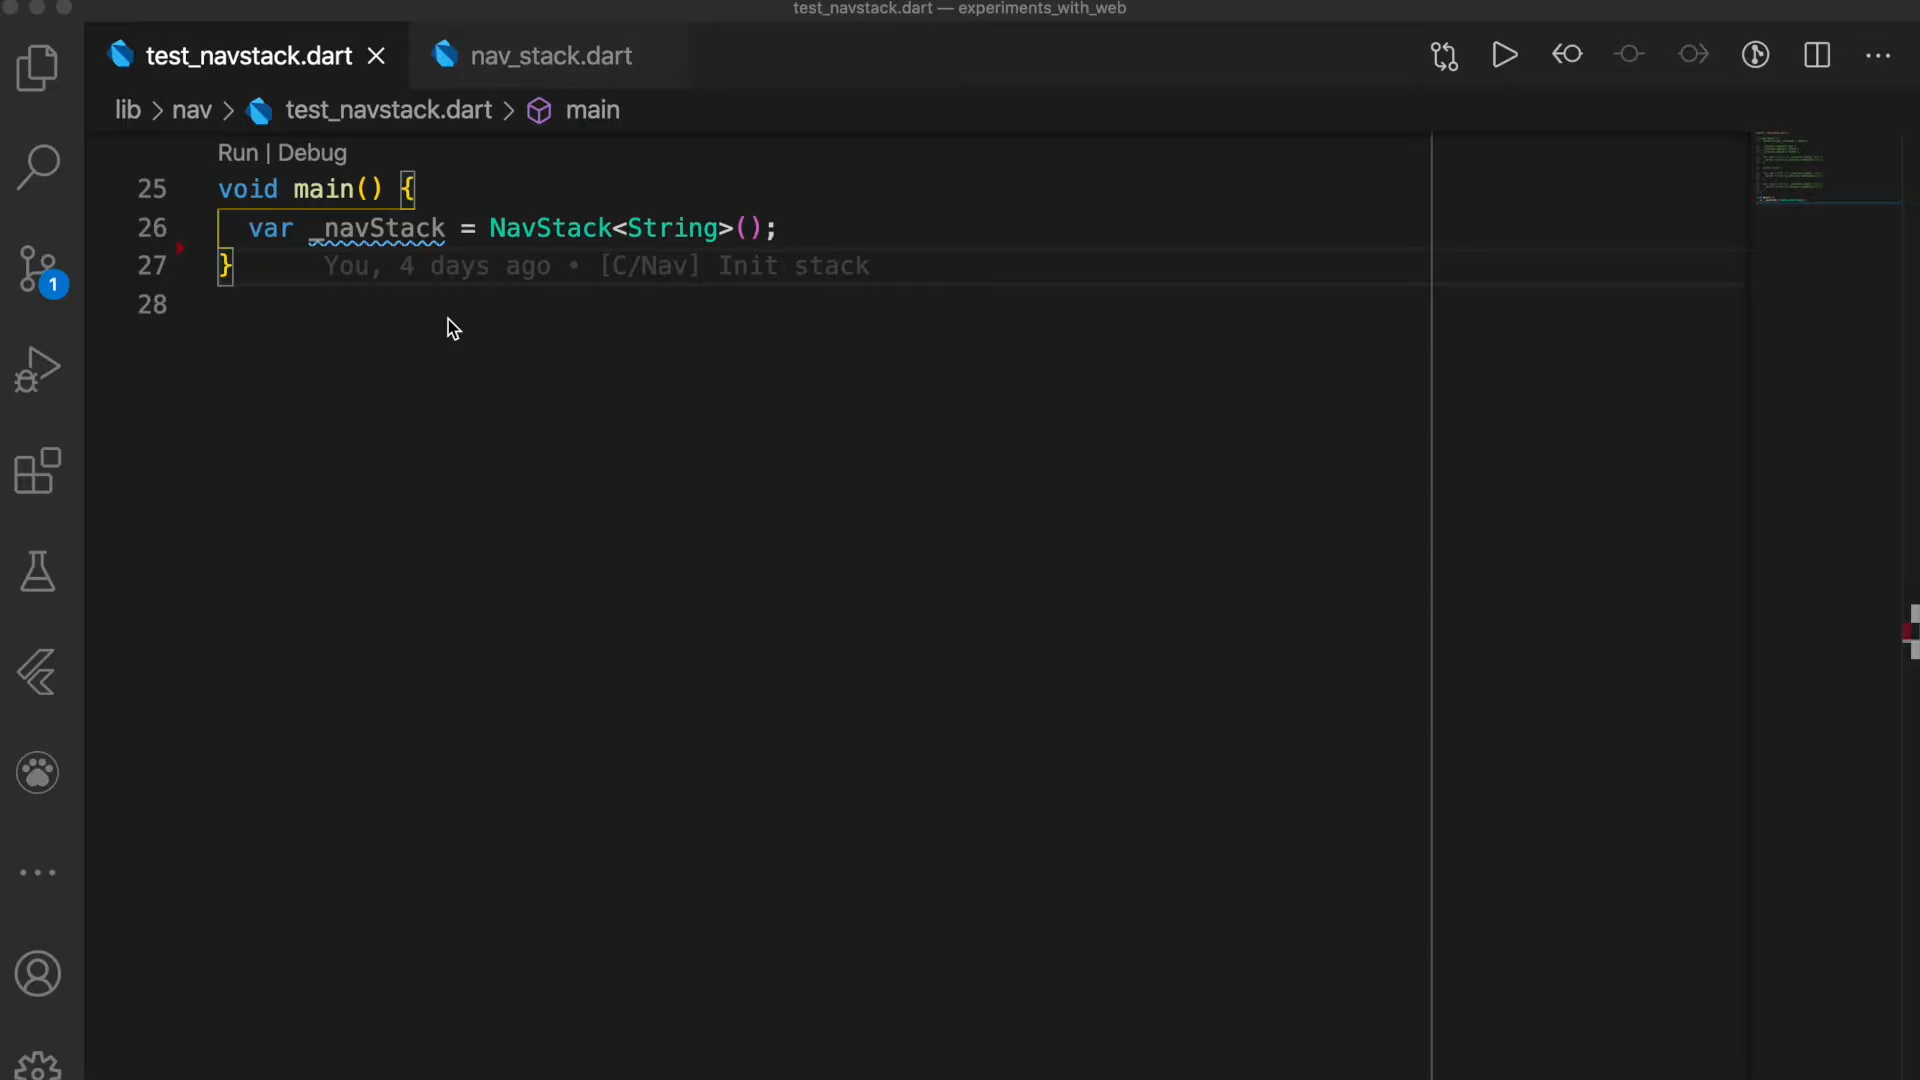 test_navstack.dart — experiments_with_web
test_navstack.dart nav_stack.dart
lib > nav > test_navstack.dart > main
Run | Debug
25 void main() {
26 var _navStack = NavStack<String>();
27 } You, 4 days ago • [C/Nav] Init stack
28
1